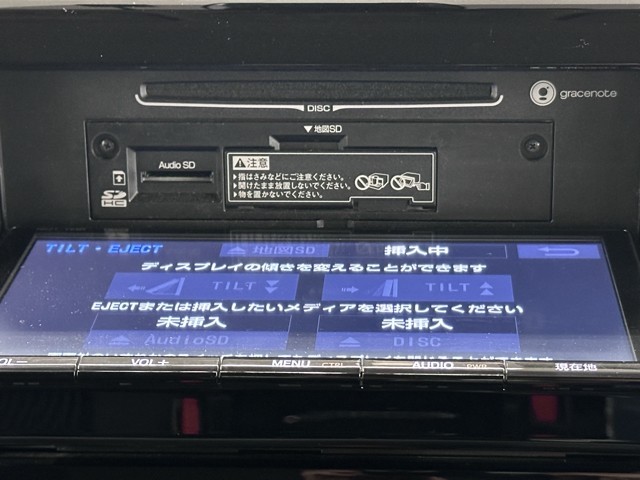 DISC
gracenote
▼地図SD
Audio SD
SD
HC
⚠注意
▶指はさみなどにご注意ください。
▶開けたまま放置しないでください。
▶物を置かないでください。
TILT・EJECT
地図SD
挿入中
ディスプレイの傾きを変えることができます
TILT
TILT
EJECTまたは挿入したいメディアを選択してください
未挿入
未挿入
AudioSD
DISC
VOL−
VOL+
MENU
CTRL
AUDIO
PWR
現在地